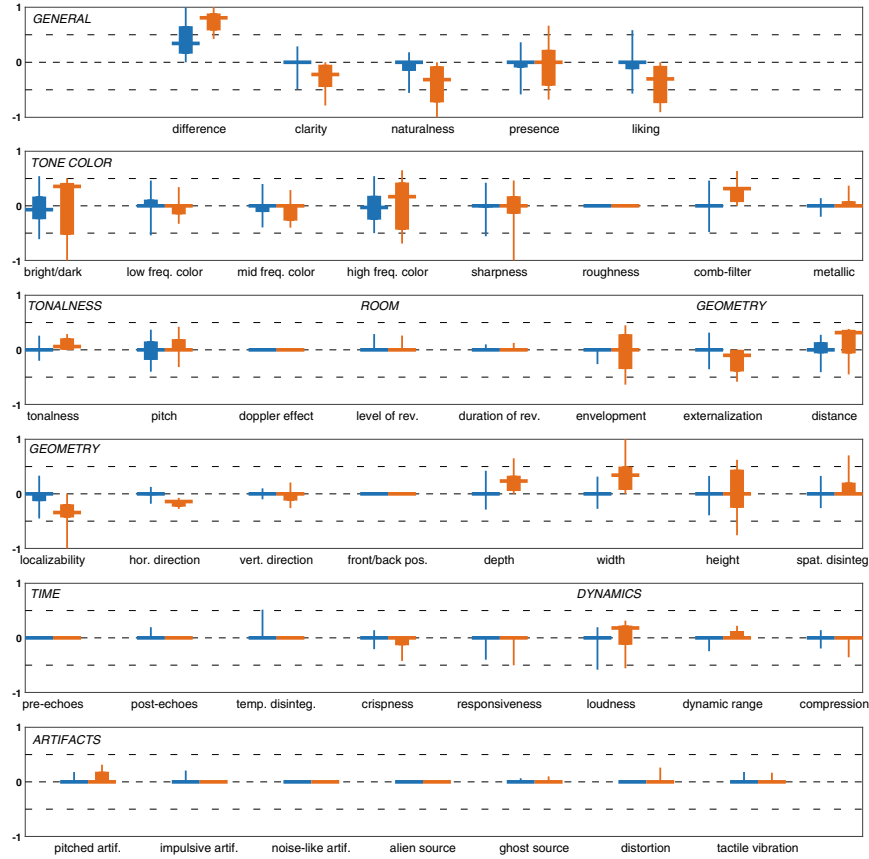 GENERAL
1
0
-1
difference clarity naturalness presence liking
TONE COLOR
1
0
-1
bright/dark low freq. color mid freq. color high freq. color sharpness roughness comb-filter metallic
TONALNESS ROOM GEOMETRY
1
0
-1
tonalness pitch doppler effect level of rev. duration of rev. envelopment externalization distance
GEOMETRY
1
0
-1
localizability hor. direction vert. direction front/back pos. depth width height spat. disinteg
TIME DYNAMICS
1
0
-1
pre-echoes post-echoes temp. disinteg. crispness responsiveness loudness dynamic range compression
ARTIFACTS
1
0
-1
pitched artif. impulsive artif. noise-like artif. alien source ghost source distortion tactile vibration